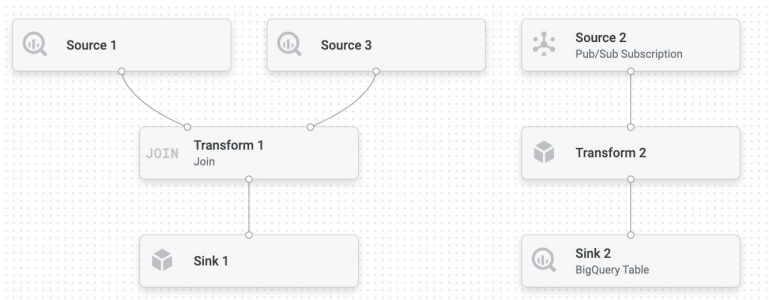 Source 1
Source 3
Source 2
Pub/Sub Subscription
JOIN
Transform 1
Join
Transform 2
Sink 1
Sink 2
BigQuery Table